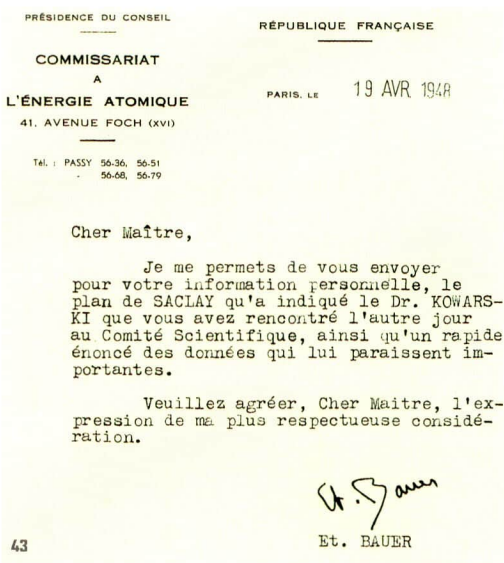 PRÉSIDENCE DU CONSEIL
RÉPUBLIQUE FRANÇAISE
COMMISSARIAT
A
L'ÉNERGIE ATOMIQUE
41, AVENUE FOCH (XVI)
PARIS, LE 19 AVR 1948
Tél. : PASSY 56-36, 56-51
- 56-68, 56-79
Cher Maître,
Je me permets de vous envoyer
pour votre information personnelle, le
plan de SACLAY qu'a indiqué le Dr. KOWARS-
KI que vous avez rencontré l'autre jour
au Comité Scientifique, ainsi qu'un rapide
énoncé des données qui lui paraissent im-
portantes.
Veuillez agréer, Cher Maitre, l'ex-
pression de ma plus respectueuse considé-
ration.
Et. Bauer
Et. BAUER
43